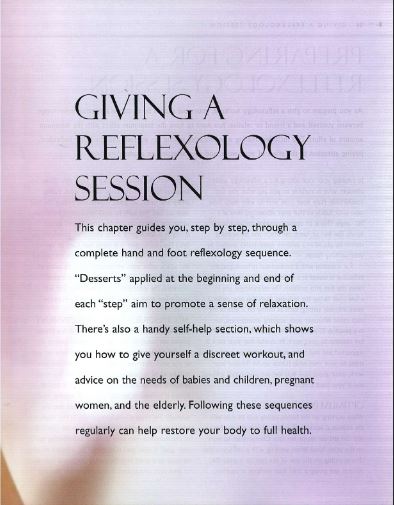 GIVING A
REFLEXOLOGY
SESSION
This chapter guides you, step by step, through a
complete hand and foot reflexology sequence.
“Desserts” applied at the beginning and end of
each “step” aim to promote a sense of relaxation.
There's also a handy self-help section, which shows
you how to give yourself a discreet workout, and
advice on the needs of babies and children, pregnant
women, and the elderly. Following these sequences
regularly can help restore your body to full health.